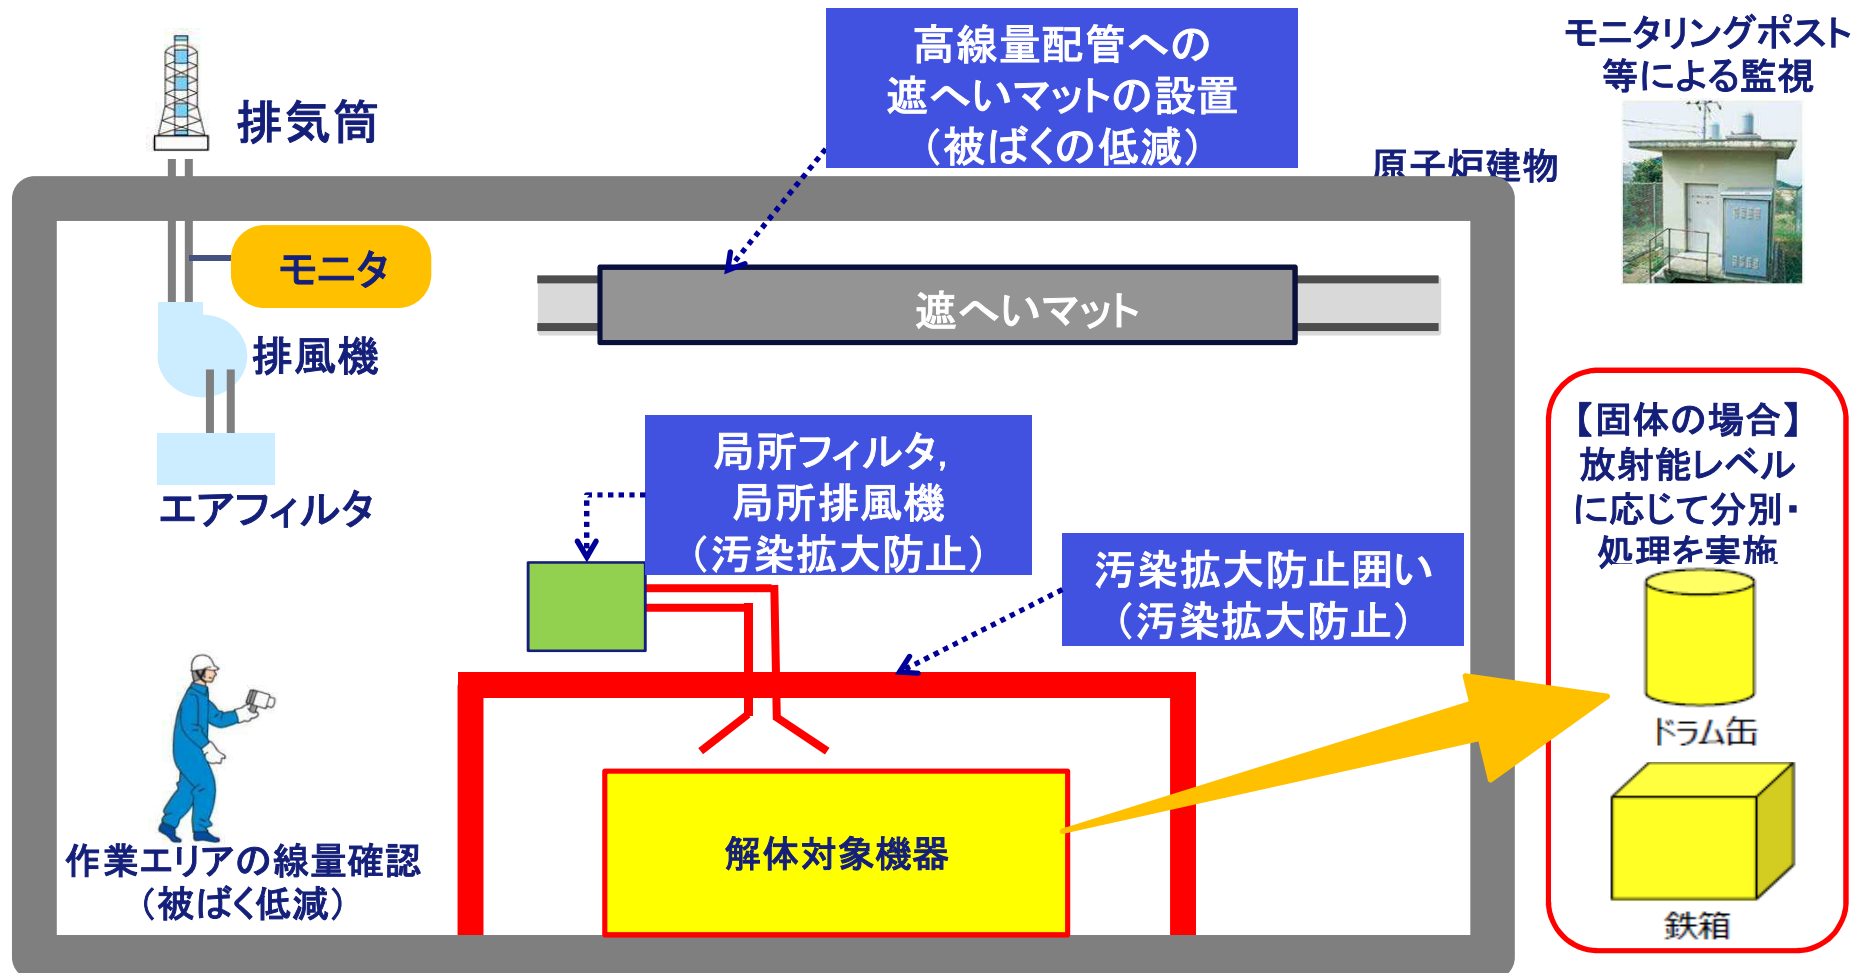 高線量配管への
遮へいマットの設置
（被ばくの低減）
モニタリングポスト
等による監視
排気筒
原子炉建物
モニタ
遮へいマット
排風機
エアフィルタ
局所フィルタ,
局所排風機
（汚染拡大防止）
汚染拡大防止囲い
（汚染拡大防止）
【固体の場合】
放射能レベル
に応じて分別・
処理を実施
ドラム缶
鉄箱
解体対象機器
作業エリアの線量確認
（被ばく低減）